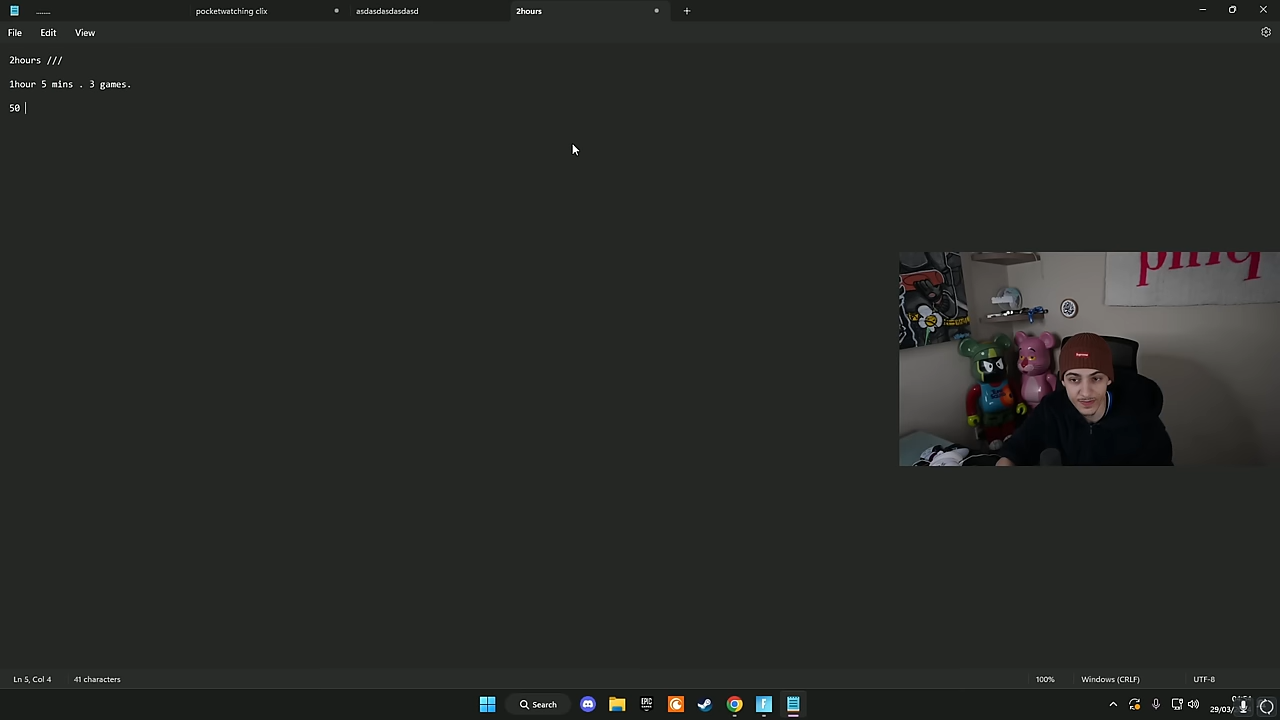 .......
pocketwatching clix
asdasdasdasdasd
2hours
File
Edit
View
2hours ///
1hour 5 mins . 3 games.
50
Ln 5, Col 4
41 characters
100%
Windows (CRLF)
UTF-8
Search
29/03/